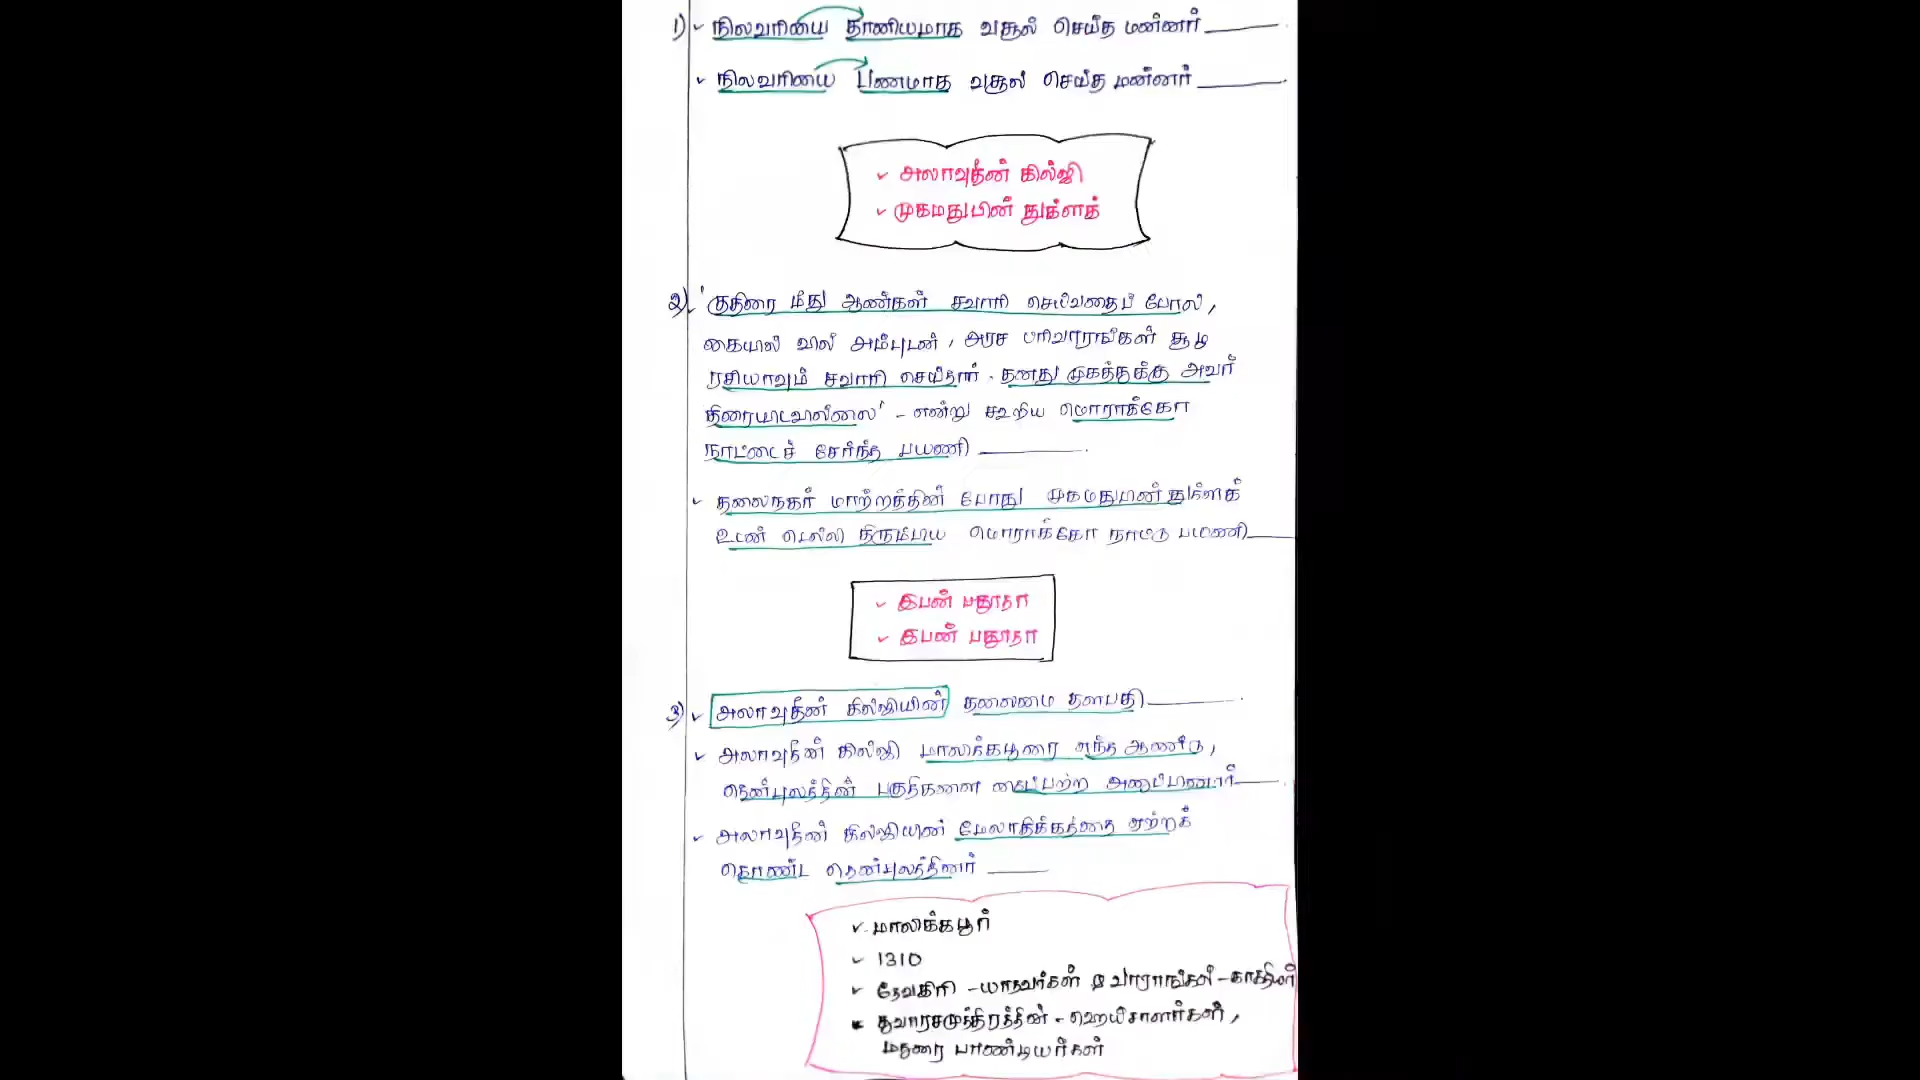 1) ✓ நிலவரியை தானியமாக வசூல் செய்த மன்னர் ______
✓ நிலவரியை பணமாக வசூல் செய்த மன்னர் ______
✓ அலாவுதீன் கில்ஜி
✓ முகமதுபின் துக்ளக்
2) ✓ 'குதிரை மீது ஆண்கள் சவாரி செய்வதைப் போல,
கையில் வில் அம்புடன், அரச பரிவாரங்கள் சூழ
ரசியாவும் சவாரி செய்தார். தனது முகத்துக்கு அவர்
திரையிடவில்லை' - என்று கூறிய மொராக்கோ
நாட்டைச் சேர்ந்த பயணி ______.
✓ தலைநகர் மாற்றத்தின் போது முகமதுபின் துக்ளக்
உடன் டெல்லி திரும்பிய மொராக்கோ நாட்டு பயணி ______
✓ இபன் பதூதா
✓ இபன் பதூதா
3) ✓ அலாவுதீன் கில்ஜியின் தலைமை தளபதி ______.
✓ அலாவுதீன் கில்ஜி மாலிக்கபூரை எந்த ஆண்டு,
தென்புலத்தின் பகுதிகளை கைப்பற்ற அனுப்பினார் ______.
✓ அலாவுதீன் கில்ஜியின் மேலாதிக்கத்தை ஏற்றுக்
கொண்ட தென்புலத்தினர் ______
✓ மாலிக்கபூர்
✓ 1310
✓ தேவகிரி - யாதவர்கள் & வாராங்கல் - காகதியர்
துவாரசமுத்திரத்தின் - ஹெய்சாளர்கள்,
மதுரை பாண்டியர்கள்